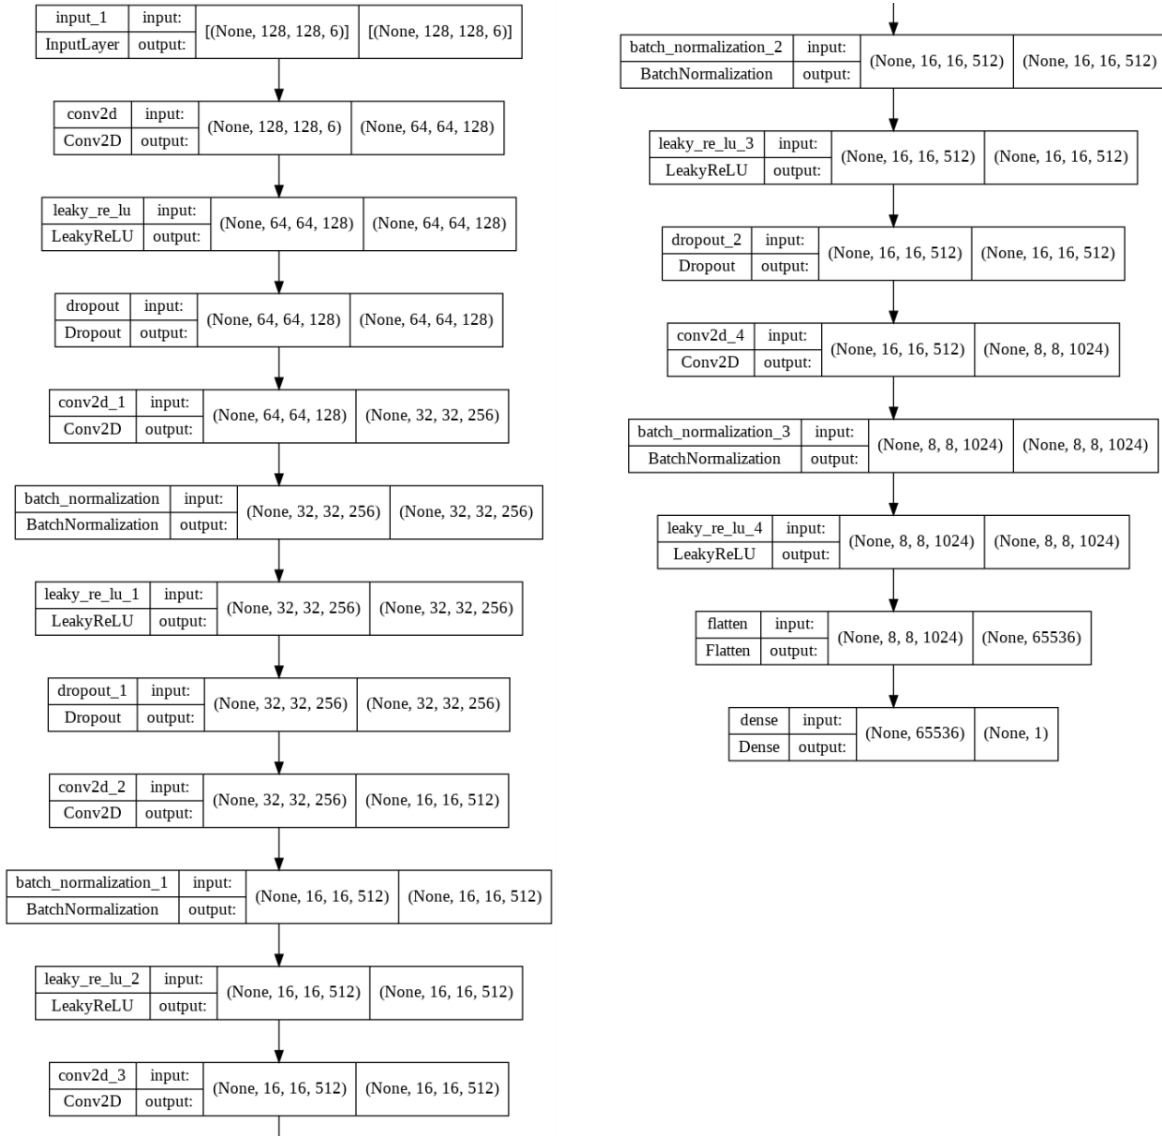 input_1 input: [(None, 128, 128, 6)] [(None, 128, 128, 6)]
InputLayer output:
conv2d input: (None, 128, 128, 6) (None, 64, 64, 128)
Conv2D output:
leaky_re_lu input: (None, 64, 64, 128) (None, 64, 64, 128)
LeakyReLU output:
dropout input: (None, 64, 64, 128) (None, 64, 64, 128)
Dropout output:
conv2d_1 input: (None, 64, 64, 128) (None, 32, 32, 256)
Conv2D output:
batch_normalization input: (None, 32, 32, 256) (None, 32, 32, 256)
BatchNormalization output:
leaky_re_lu_1 input: (None, 32, 32, 256) (None, 32, 32, 256)
LeakyReLU output:
dropout_1 input: (None, 32, 32, 256) (None, 32, 32, 256)
Dropout output:
conv2d_2 input: (None, 32, 32, 256) (None, 16, 16, 512)
Conv2D output:
batch_normalization_1 input: (None, 16, 16, 512) (None, 16, 16, 512)
BatchNormalization output:
leaky_re_lu_2 input: (None, 16, 16, 512) (None, 16, 16, 512)
LeakyReLU output:
conv2d_3 input: (None, 16, 16, 512) (None, 16, 16, 512)
Conv2D output:
batch_normalization_2 input: (None, 16, 16, 512) (None, 16, 16, 512)
BatchNormalization output:
leaky_re_lu_3 input: (None, 16, 16, 512) (None, 16, 16, 512)
LeakyReLU output:
dropout_2 input: (None, 16, 16, 512) (None, 16, 16, 512)
Dropout output:
conv2d_4 input: (None, 16, 16, 512) (None, 8, 8, 1024)
Conv2D output:
batch_normalization_3 input: (None, 8, 8, 1024) (None, 8, 8, 1024)
BatchNormalization output:
leaky_re_lu_4 input: (None, 8, 8, 1024) (None, 8, 8, 1024)
LeakyReLU output:
flatten input: (None, 8, 8, 1024) (None, 65536)
Flatten output:
dense input: (None, 65536) (None, 1)
Dense output: